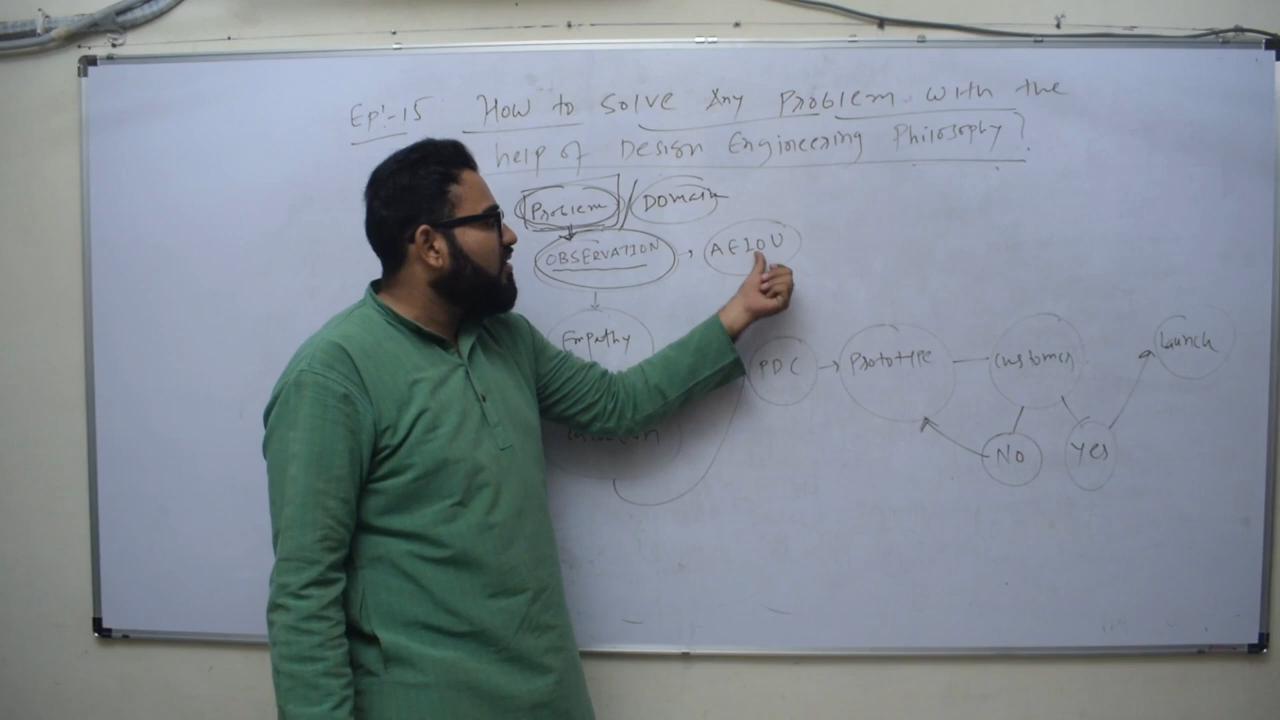 Ep:-15 How to Solve Any Problem with the
help of Design Engineering Philosophy?
Problem / Domain
OBSERVATION → AEIOU
Empathy
PDC → Prototype Customer Launch
No Yes